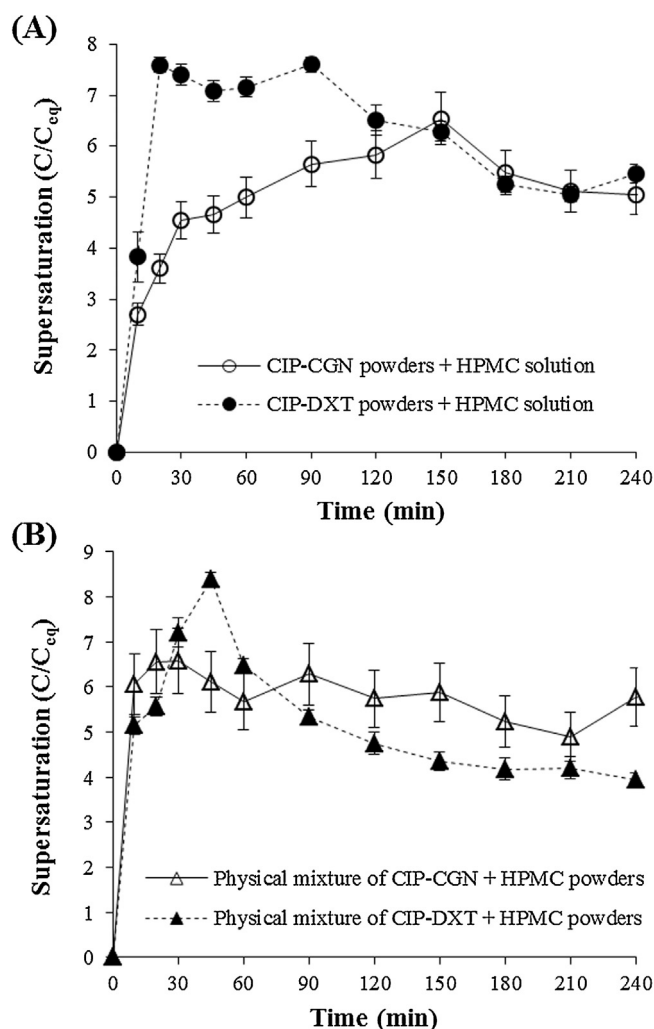 (A)
8
7
6
5
4
3
2
1
0
Supersaturation (C/Ceq)
CIP-CGN powders + HPMC solution
CIP-DXT powders + HPMC solution
0 30 60 90 120 150 180 210 240
Time (min)
(B)
9
8
7
6
5
4
3
2
1
0
Supersaturation (C/Ceq)
Physical mixture of CIP-CGN + HPMC powders
Physical mixture of CIP-DXT + HPMC powders
0 30 60 90 120 150 180 210 240
Time (min)